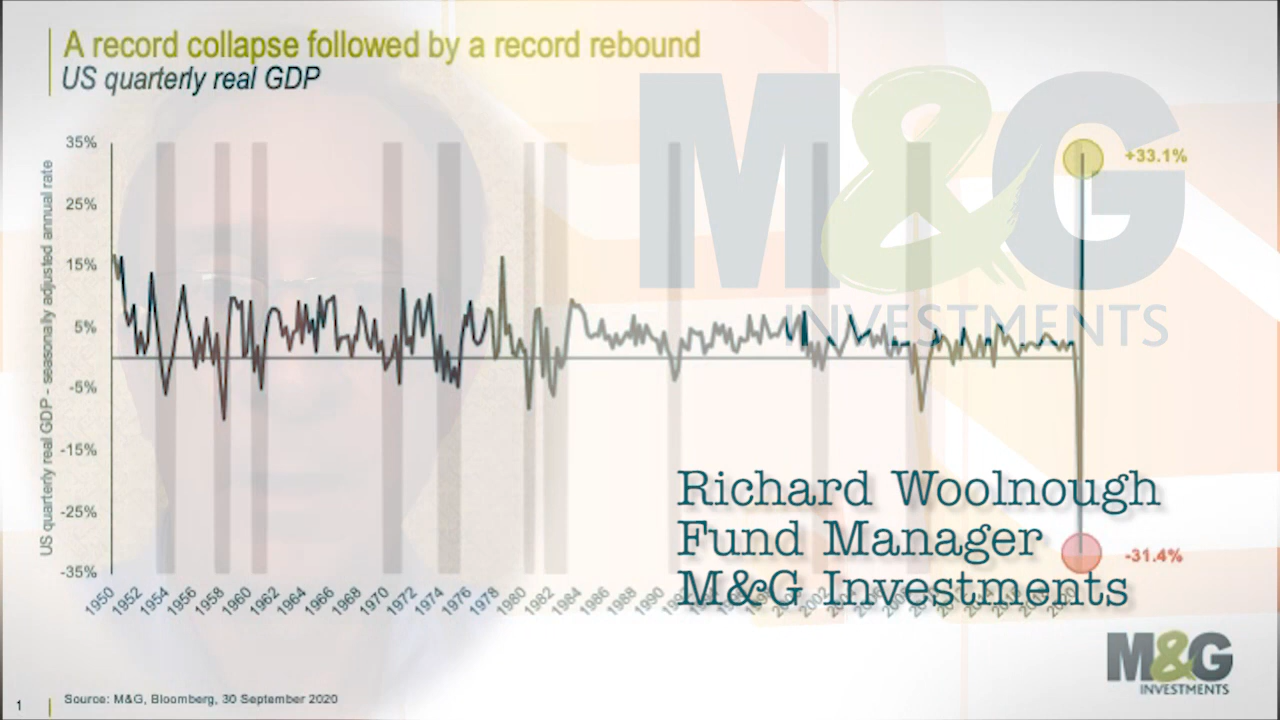 A record collapse followed by a record rebound
US quarterly real GDP
M&G
INVESTMENTS
US quarterly real GDP - seasonally adjusted annual rate
35%
25%
15%
5%
-5%
-15%
-25%
-35%
+33.1%
-31.4%
1950 1952 1954 1956 1958 1960 1962 1964 1966 1968 1970 1972 1974 1976 1978 1980 1982 1984 1986 1988 1990 2002 2020
Richard Woolnough
Fund Manager
M&G Investments
M&G
INVESTMENTS
1
Source: M&G, Bloomberg, 30 September 2020